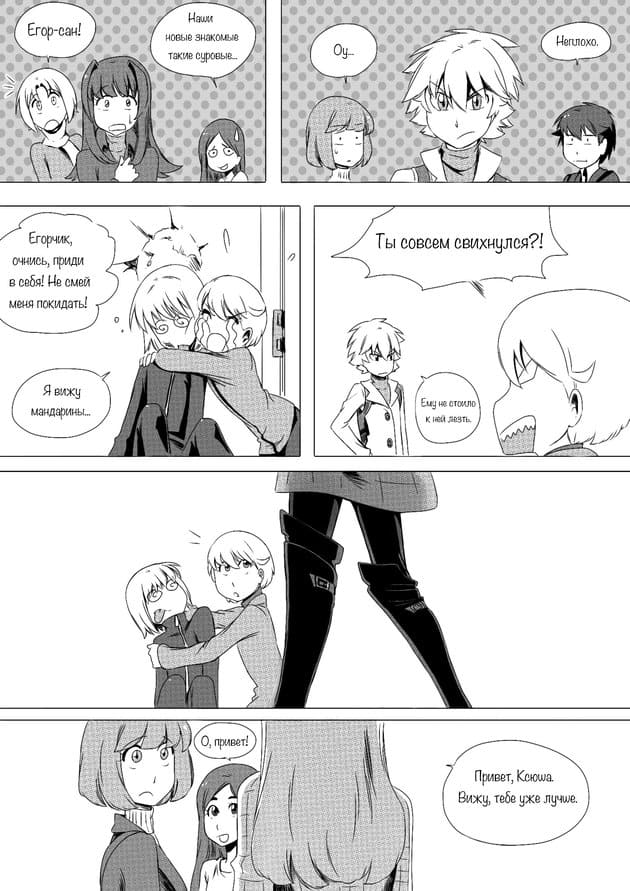 Егор-сан!
Наши
новые знакомые
такие суровые...
Оу...
Неплохо.
Егорчик,
очнись, приди
в себя! Не смей
меня покидать!
Я вижу
мандарины...
Ты совсем свихнулся?!
Ему не стоило
к ней лезть.
О, привет!
Привет, Ксюша.
Вижу, тебе уже лучше.